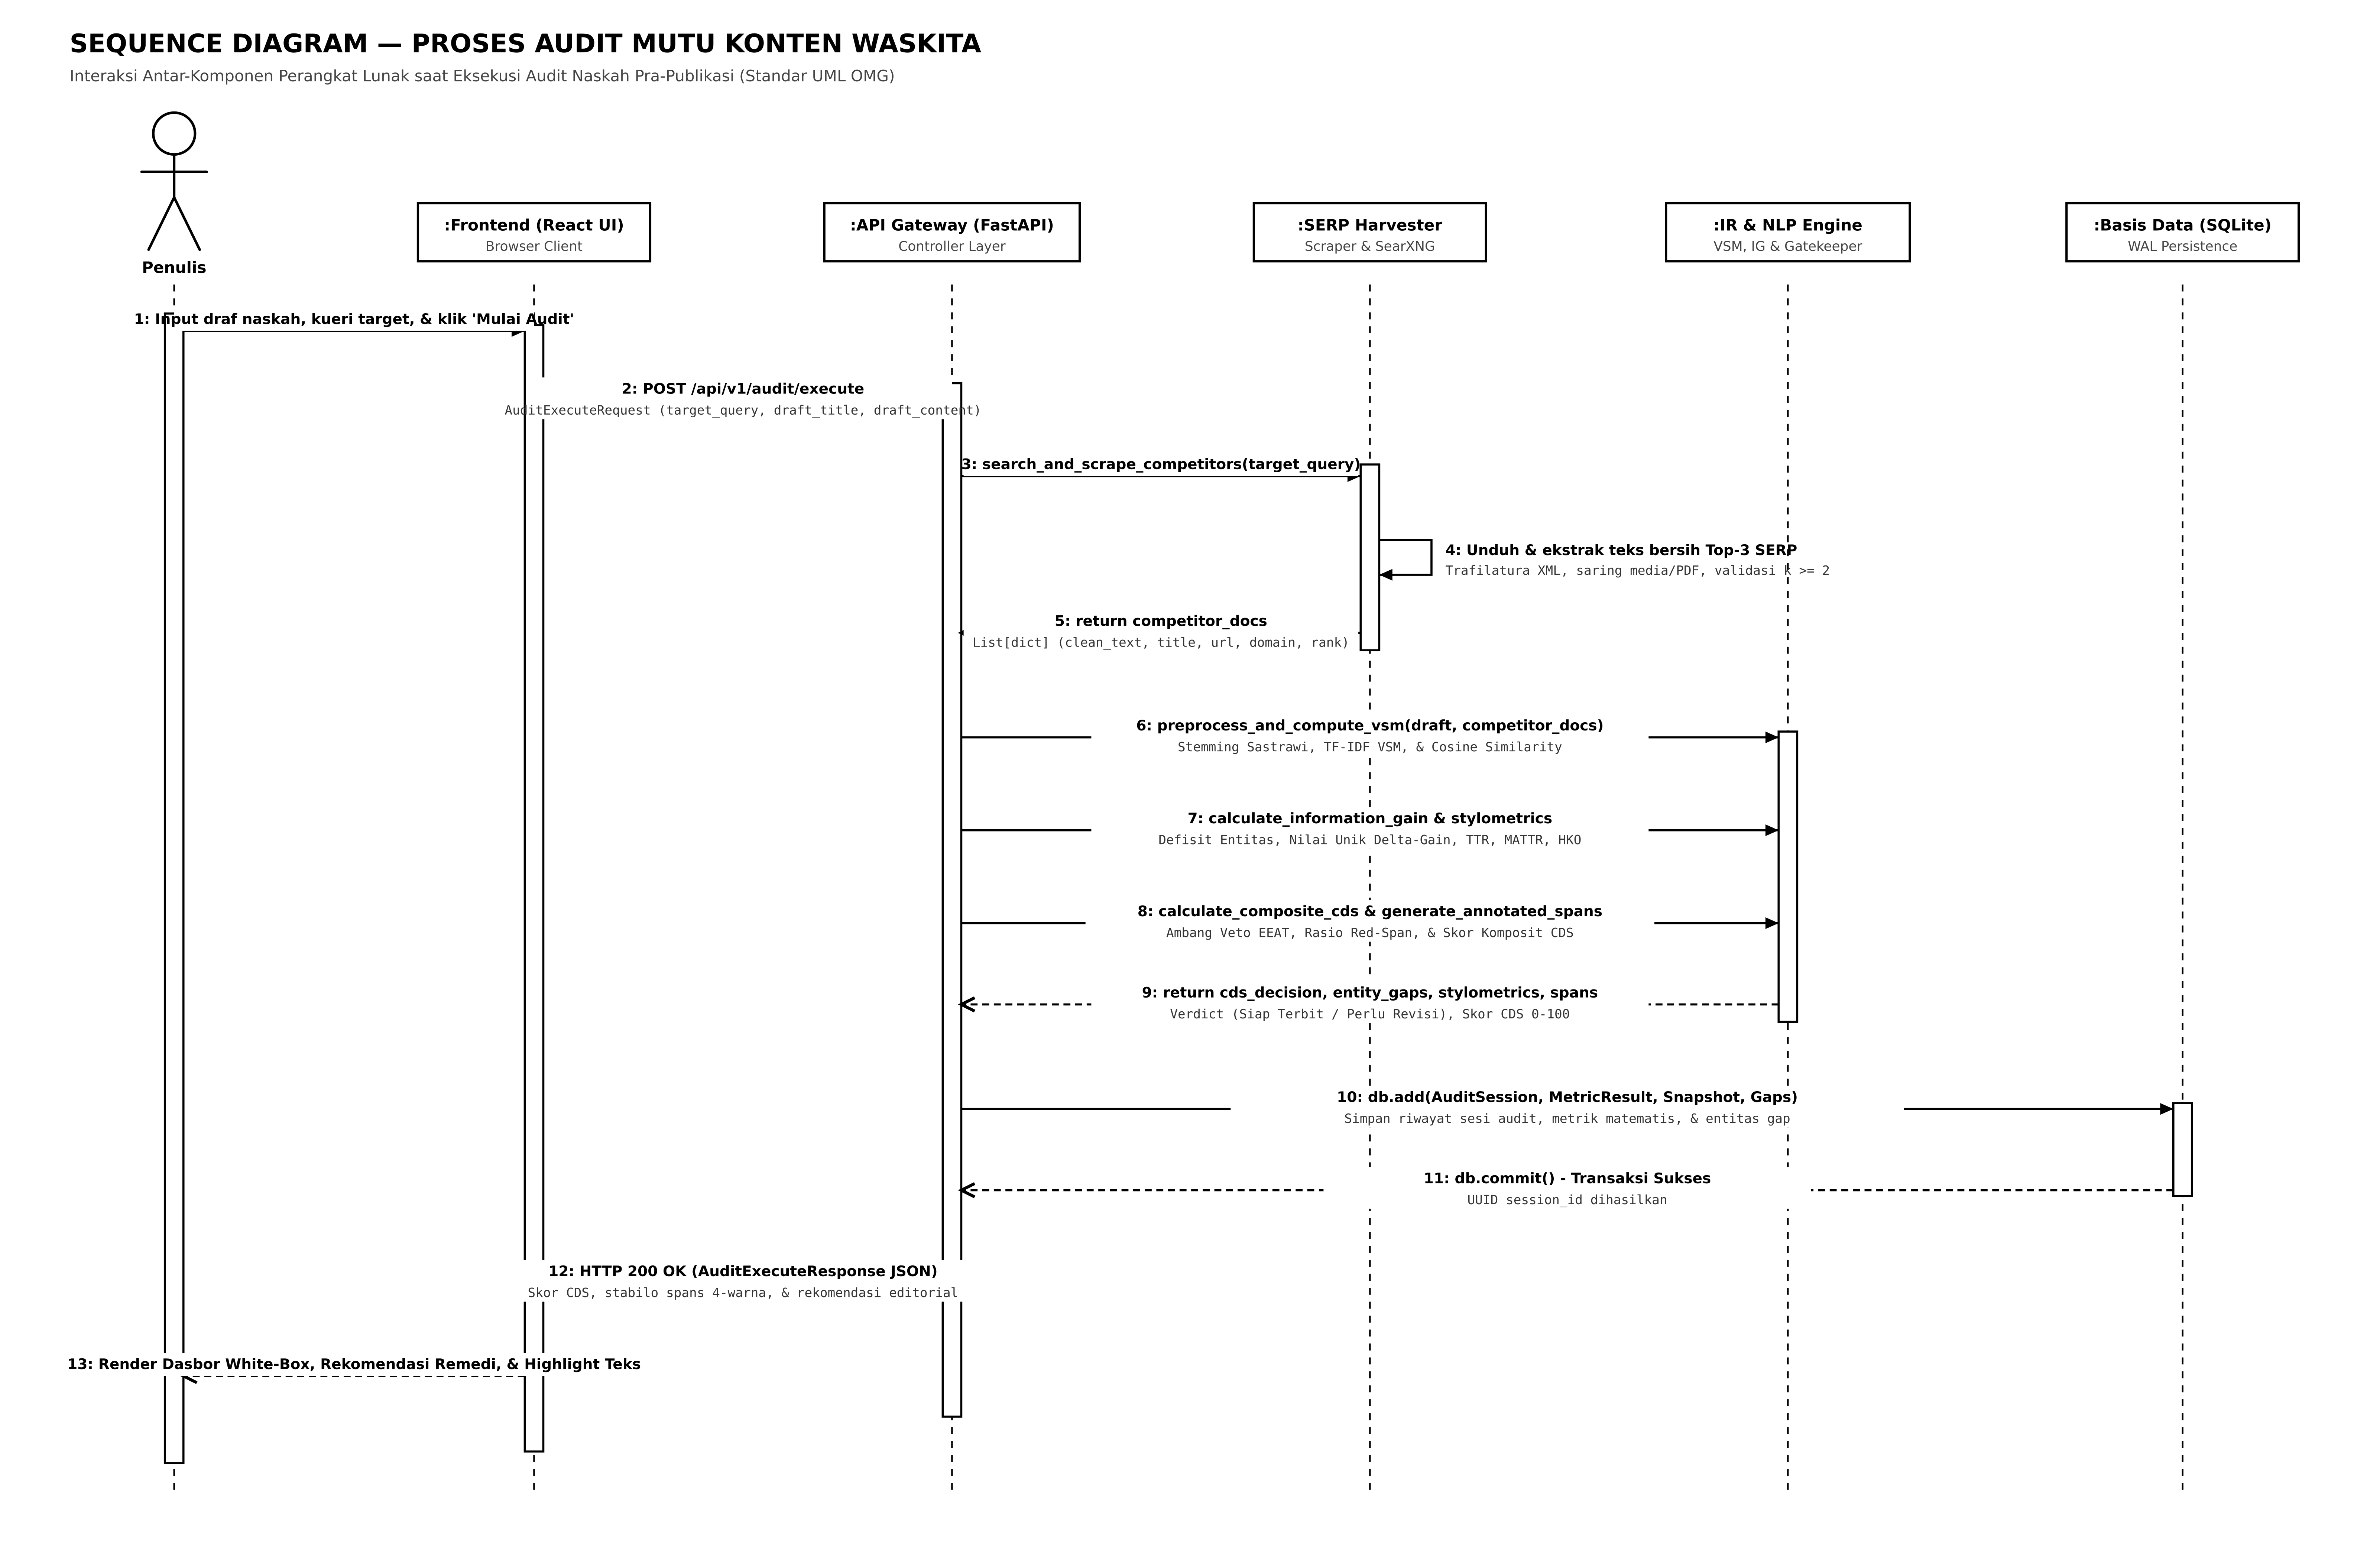 SEQUENCE DIAGRAM — PROSES AUDIT MUTU KONTEN WASKITA
Interaksi Antar-Komponen Perangkat Lunak saat Eksekusi Audit Naskah Pra-Publikasi (Standar UML OMG)
Penulis
:Frontend (React UI)
Browser Client
:API Gateway (FastAPI)
Controller Layer
:SERP Harvester
Scraper & SearXNG
:IR & NLP Engine
VSM, IG & Gatekeeper
:Basis Data (SQLite)
WAL Persistence
1: Input draf naskah, kueri target, & klik 'Mulai Audit'
2: POST /api/v1/audit/execute
AuditExecuteRequest (target_query, draft_title, draft_content)
3: search_and_scrape_competitors(target_query)
4: Unduh & ekstrak teks bersih Top-3 SERP
Trafilatura XML, saring media/PDF, validasi k >= 2
5: return competitor_docs
List[dict] (clean_text, title, url, domain, rank)
6: preprocess_and_compute_vsm(draft, competitor_docs)
Stemming Sastrawi, TF-IDF VSM, & Cosine Similarity
7: calculate_information_gain & stylometrics
Defisit Entitas, Nilai Unik Delta-Gain, TTR, MATTR, HKO
8: calculate_composite_cds & generate_annotated_spans
Ambang Veto EEAT, Rasio Red-Span, & Skor Komposit CDS
9: return cds_decision, entity_gaps, stylometrics, spans
Verdict (Siap Terbit / Perlu Revisi), Skor CDS 0-100
10: db.add(AuditSession, MetricResult, Snapshot, Gaps)
Simpan riwayat sesi audit, metrik matematis, & entitas gap
11: db.commit() - Transaksi Sukses
UUID session_id dihasilkan
12: HTTP 200 OK (AuditExecuteResponse JSON)
Skor CDS, stabilo spans 4-warna, & rekomendasi editorial
13: Render Dasbor White-Box, Rekomendasi Remedi, & Highlight Teks